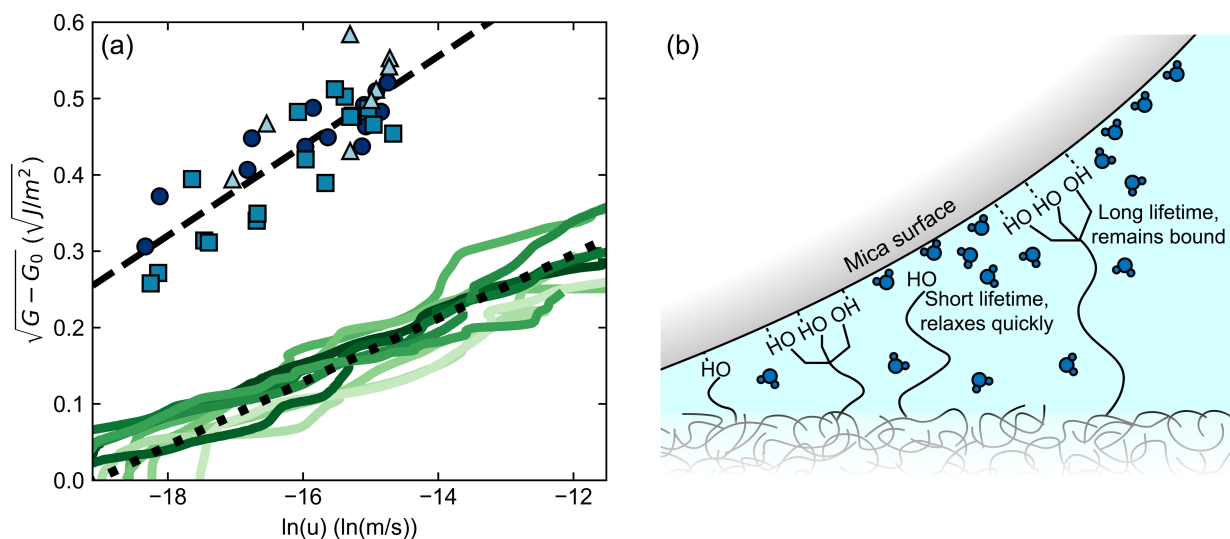 (a)
0.6
0.5
0.4
0.3
0.2
0.1
0.0
√G − G₀ (√J/m²)
−18
−16
−14
−12
ln(u) (ln(m/s))
(b)
Mica surface
HO HO OH
Long lifetime,
remains bound
HO
Short lifetime,
relaxes quickly
HO HO OH
HO